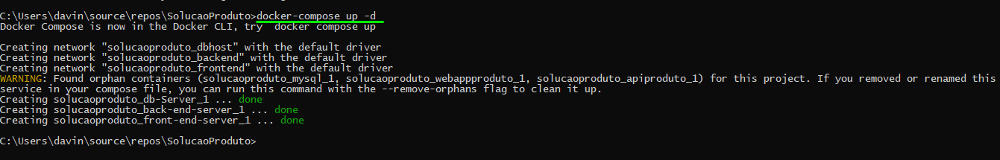 C:\Users\davin\source\repos\SolucaoProduto>docker-compose up -d
Docker Compose is now in the Docker CLI, try  docker compose up
Creating network "solucaoproduto_dbhost" with the default driver
Creating network "solucaoproduto_backend" with the default driver
Creating network "solucaoproduto_frontend" with the default driver
WARNING: Found orphan containers (solucaoproduto_mysql_1, solucaoproduto_webappproduto_1, solucaoproduto_apiproduto_1) for this project. If you removed or renamed this
service in your compose file, you can run this command with the --remove-orphans flag to clean it up.
Creating solucaoproduto_db-Server_1 ... done
Creating solucaoproduto_back-end-server_1 ... done
Creating solucaoproduto_front-end-server_1 ... done
C:\Users\davin\source\repos\SolucaoProduto>